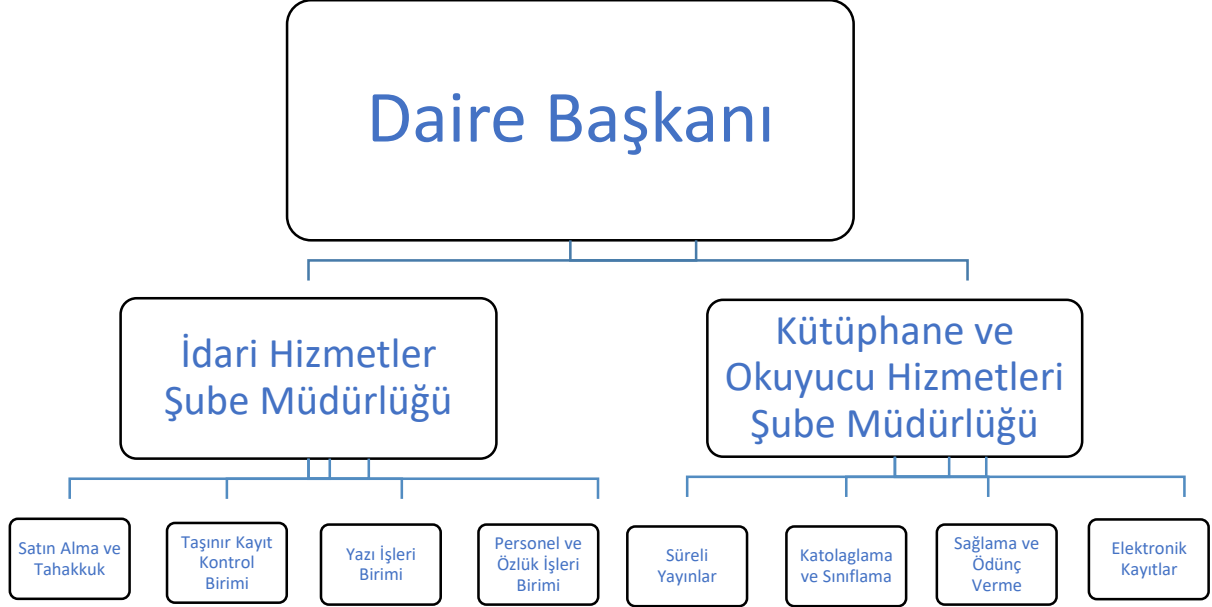 Daire Başkanı
İdari Hizmetler
Şube Müdürlüğü
Kütüphane ve
Okuyucu Hizmetleri
Şube Müdürlüğü
Satın Alma ve
Tahakkuk
Taşınır Kayıt
Kontrol
Birimi
Yazı İşleri
Birimi
Personel ve
Özlük İşleri
Birimi
Süreli
Yayınlar
Katolaglama
ve Sınıflama
Sağlama ve
Ödünç
Verme
Elektronik
Kayıtlar